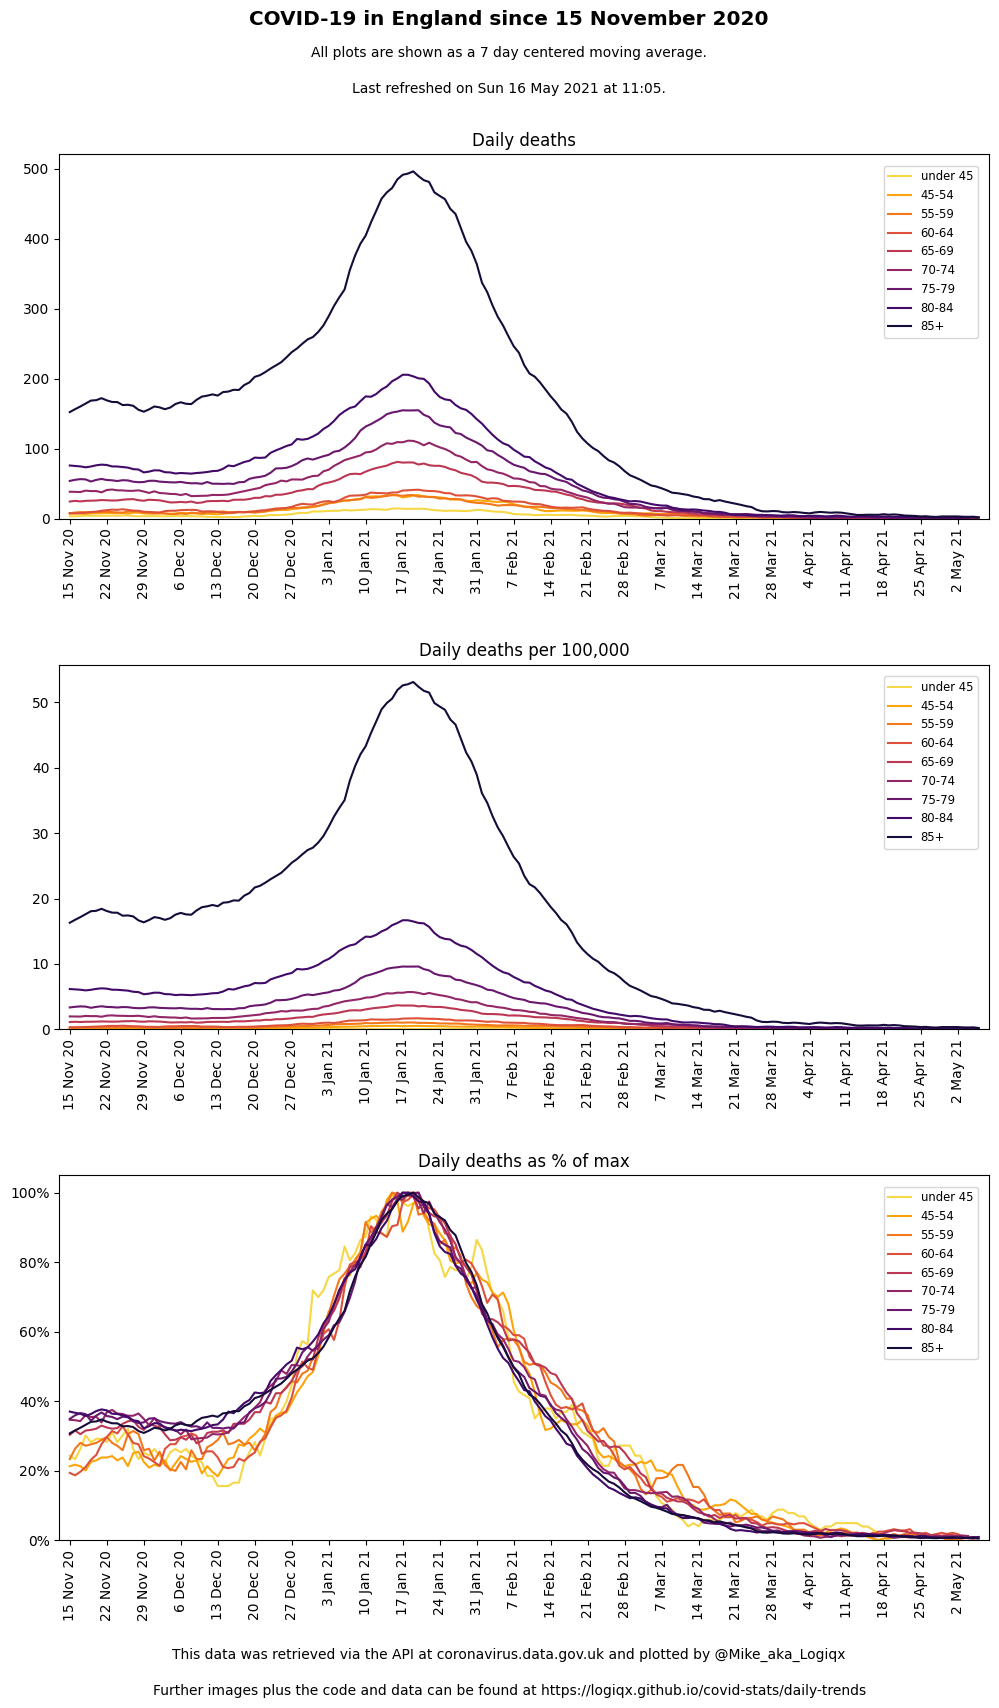 COVID-19 in England since 15 November 2020
All plots are shown as a 7 day centered moving average.
Last refreshed on Sun 16 May 2021 at 11:05.
Daily deaths
500
400
300
200
100
0
under 45
45-54
55-59
60-64
65-69
70-74
75-79
80-84
85+
15 Nov 20
22 Nov 20
29 Nov 20
6 Dec 20
13 Dec 20
20 Dec 20
27 Dec 20
3 Jan 21
10 Jan 21
17 Jan 21
24 Jan 21
31 Jan 21
7 Feb 21
14 Feb 21
21 Feb 21
28 Feb 21
7 Mar 21
14 Mar 21
21 Mar 21
28 Mar 21
4 Apr 21
11 Apr 21
18 Apr 21
25 Apr 21
2 May 21
Daily deaths per 100,000
50
40
30
20
10
0
under 45
45-54
55-59
60-64
65-69
70-74
75-79
80-84
85+
15 Nov 20
22 Nov 20
29 Nov 20
6 Dec 20
13 Dec 20
20 Dec 20
27 Dec 20
3 Jan 21
10 Jan 21
17 Jan 21
24 Jan 21
31 Jan 21
7 Feb 21
14 Feb 21
21 Feb 21
28 Feb 21
7 Mar 21
14 Mar 21
21 Mar 21
28 Mar 21
4 Apr 21
11 Apr 21
18 Apr 21
25 Apr 21
2 May 21
Daily deaths as % of max
100%
80%
60%
40%
20%
0%
under 45
45-54
55-59
60-64
65-69
70-74
75-79
80-84
85+
15 Nov 20
22 Nov 20
29 Nov 20
6 Dec 20
13 Dec 20
20 Dec 20
27 Dec 20
3 Jan 21
10 Jan 21
17 Jan 21
24 Jan 21
31 Jan 21
7 Feb 21
14 Feb 21
21 Feb 21
28 Feb 21
7 Mar 21
14 Mar 21
21 Mar 21
28 Mar 21
4 Apr 21
11 Apr 21
18 Apr 21
25 Apr 21
2 May 21
This data was retrieved via the API at coronavirus.data.gov.uk and plotted by @Mike_aka_Logiqx
Further images plus the code and data can be found at https://logiqx.github.io/covid-stats/daily-trends